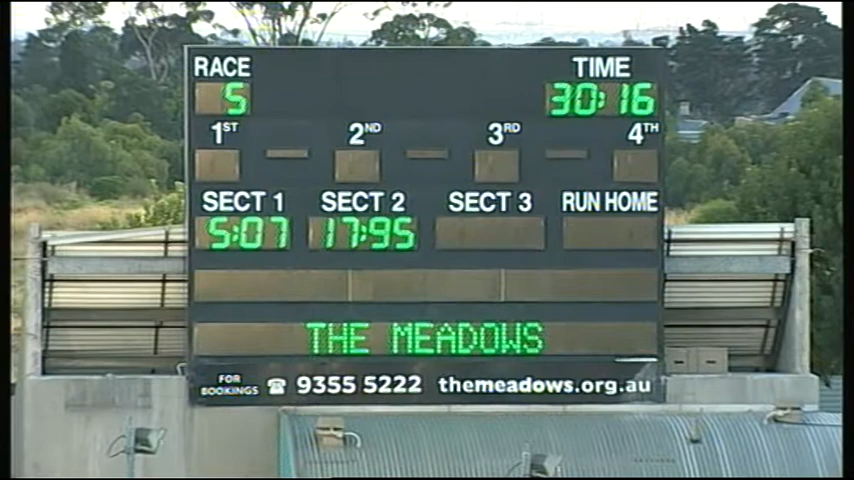 RACE TIME
5 30:16
1ST 2ND 3RD 4TH
SECT 1 SECT 2 SECT 3 RUN HOME
5:07 17:95
THE MEADOWS
FOR BOOKINGS ☎ 9355 5222 themeadows.org.au